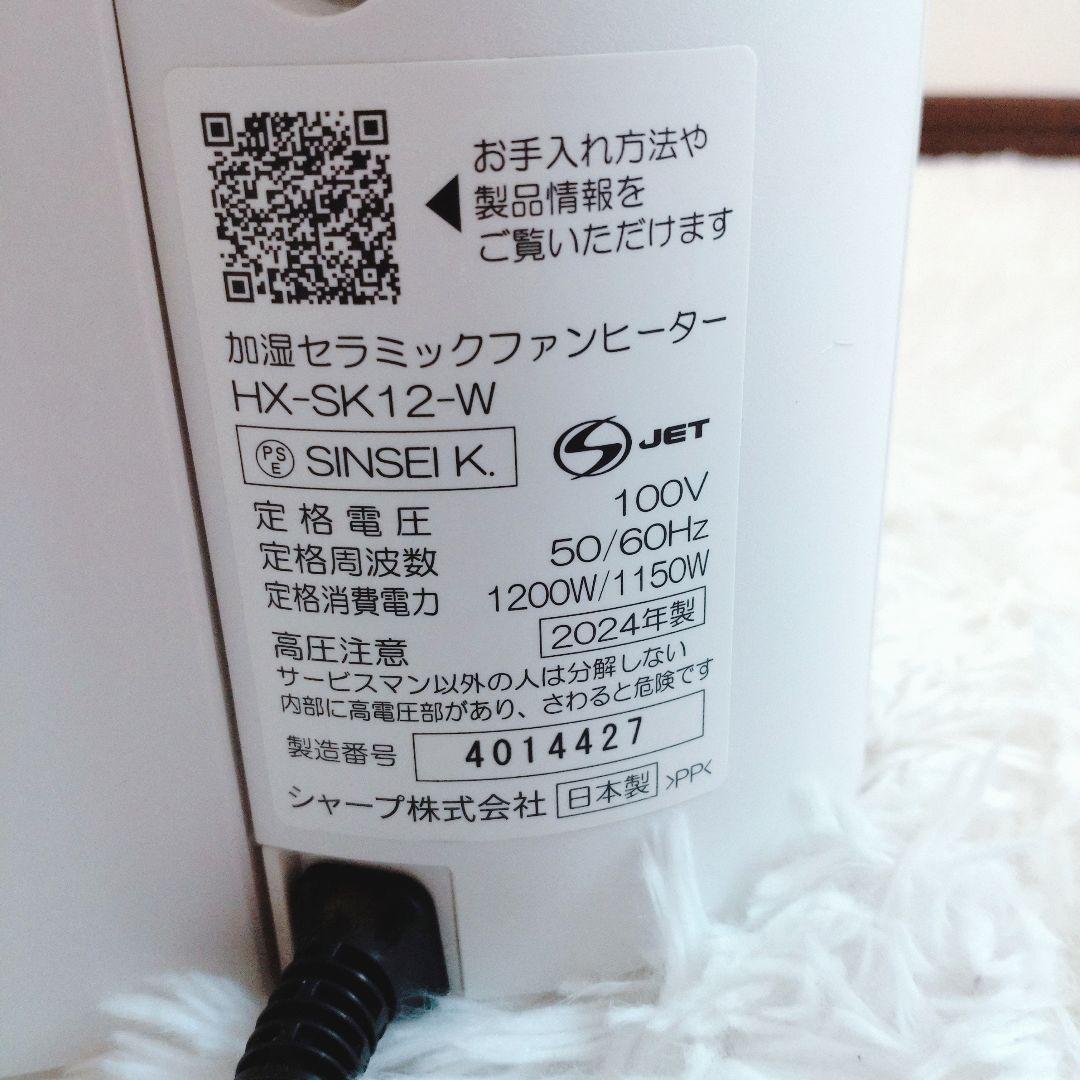 お手入れ方法や
製品情報を
ご覧いただけます
加湿セラミックファンヒーター
HX-SK12-W
PSE SINSEI K.
S JET
定格電圧 100V
定格周波数 50/60Hz
定格消費電力 1200W/1150W
2024年製
高圧注意
サービスマン以外の人は分解しない
内部に高電圧部があり、さわると危険です
製造番号 4014427
シャープ株式会社 日本製 >PP<